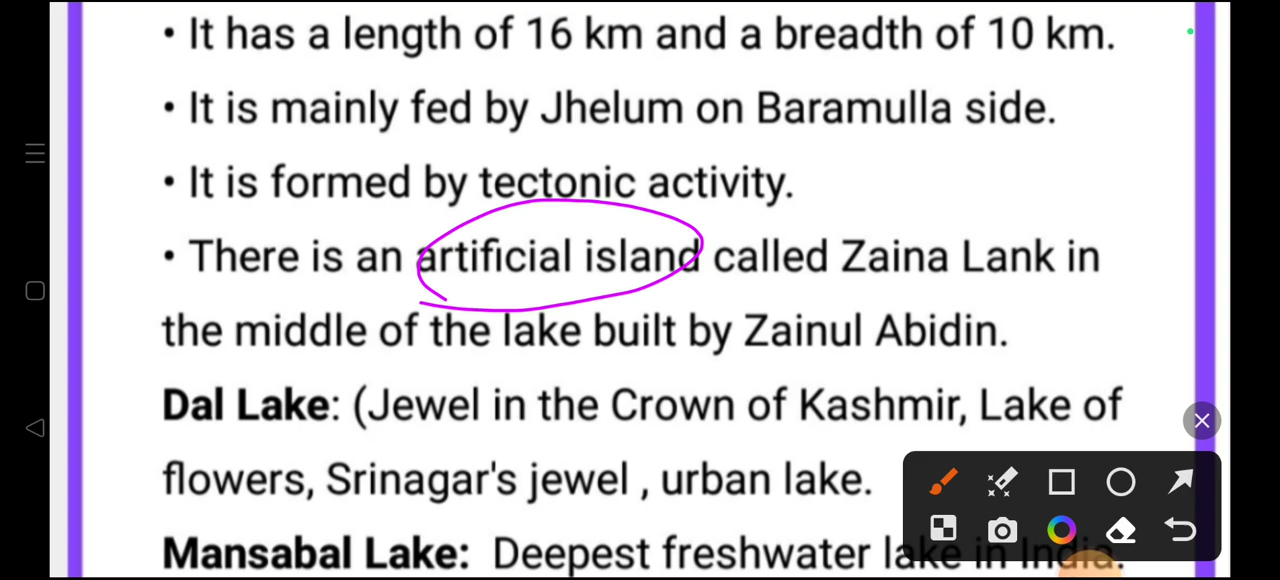 • It has a length of 16 km and a breadth of 10 km.
• It is mainly fed by Jhelum on Baramulla side.
• It is formed by tectonic activity.
• There is an artificial island called Zaina Lank in
the middle of the lake built by Zainul Abidin.
Dal Lake: (Jewel in the Crown of Kashmir, Lake of
flowers, Srinagar's jewel , urban lake.
Mansabal Lake: Deepest freshwater lake in India.